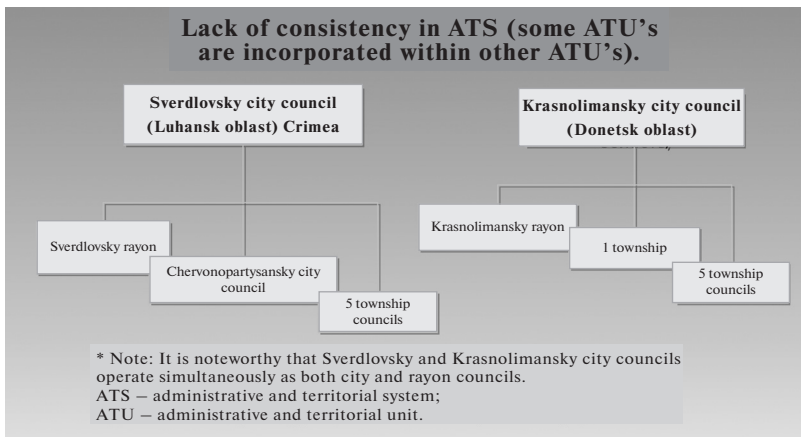 Lack of consistency in ATS (some ATU's
are incorporated within other ATU's).
Sverdlovsky city council
(Luhansk oblast) Crimea
Krasnolimansky city council
(Donetsk oblast)
Sverdlovsky rayon
Chervonopartysansky city
council
5 township
councils
Krasnolimansky rayon
1 township
5 township
councils
* Note: It is noteworthy that Sverdlovsky and Krasnolimansky city councils
operate simultaneously as both city and rayon councils.
ATS – administrative and territorial system;
ATU – administrative and territorial unit.